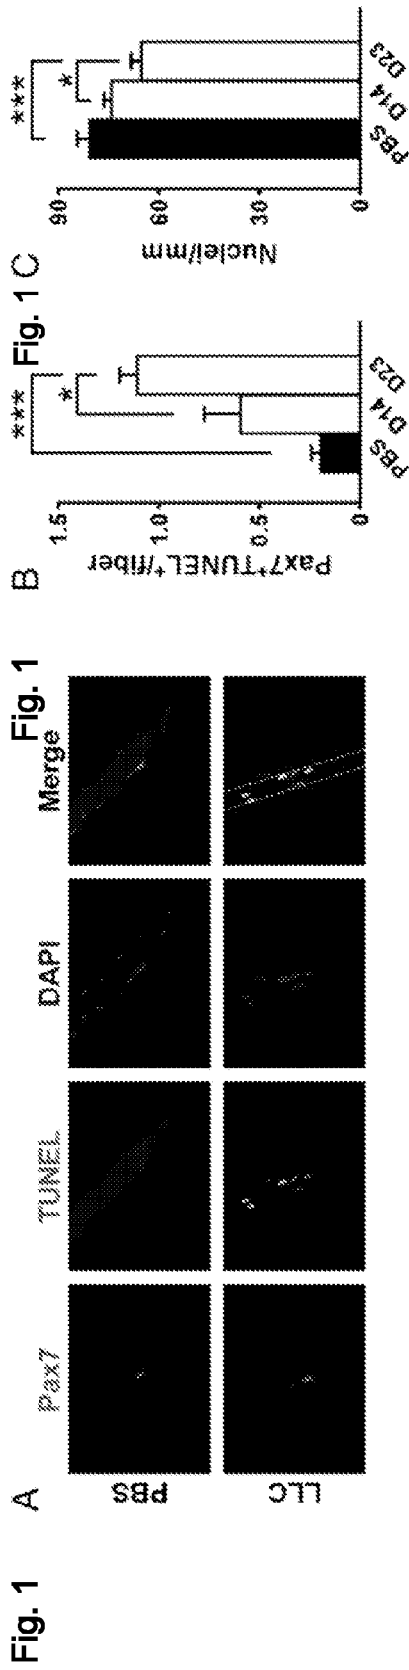 Fig. 1
A
Pax7 TUNEL DAPI Merge
PBS
LLC
Fig. 1
B
Pax7⁺TUNEL⁺/fiber
1.5
1.0
0.5
0
*** 
*
PBS D14 D23
Fig. 1 C
Nuclei/mm
90
60
30
0
***
*
PBS D14 D23